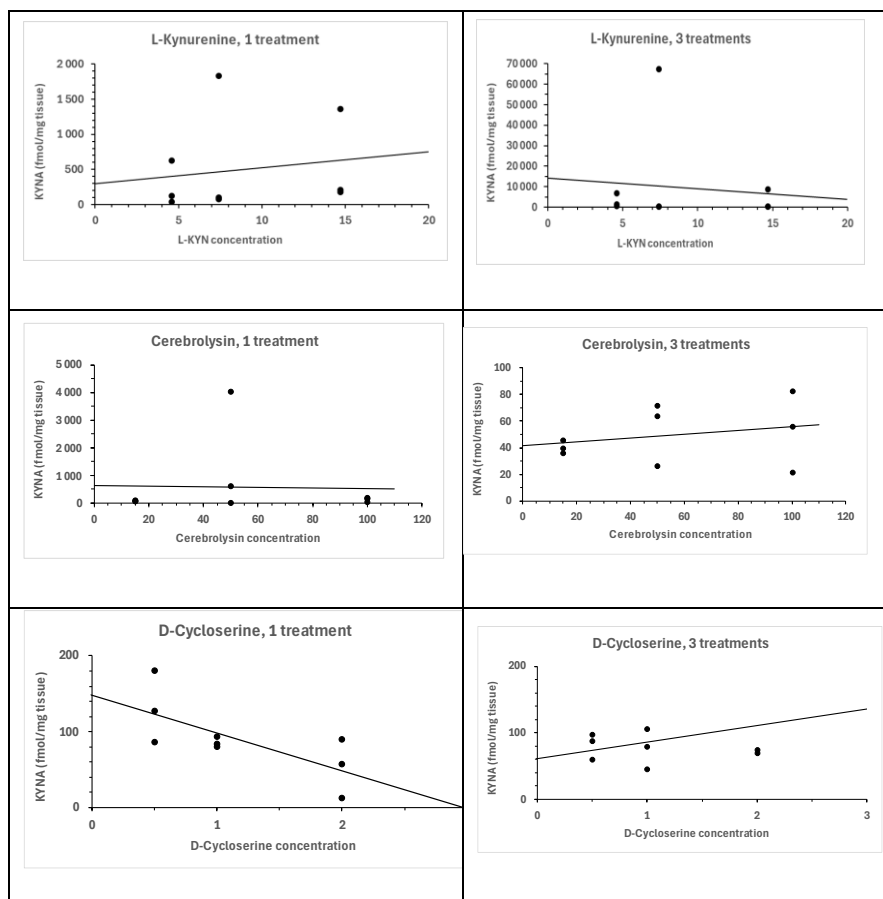 L-Kynurenine, 1 treatment
KYNA (fmol/mg tissue)
2 000
1 500
1 000
500
0
0 5 10 15 20
L-KYN concentration
L-Kynurenine, 3 treatments
KYNA (fmol/mg tissue)
70 000
60 000
50 000
40 000
30 000
20 000
10 000
0
0 5 10 15 20
L-KYN concentration
Cerebrolysin, 1 treatment
KYNA (fmol/mg tissue)
5 000
4 000
3 000
2 000
1 000
0
0 20 40 60 80 100 120
Cerebrolysin concentration
Cerebrolysin, 3 treatments
KYNA (fmol/mg tissue)
100
80
60
40
20
0
0 20 40 60 80 100 120
Cerebrolysin concentration
D-Cycloserine, 1 treatment
KYNA (fmol/mg tissue)
200
100
0
0 1 2
D-Cycloserine concentration
D-Cycloserine, 3 treatments
KYNA (fmol/mg tissue)
200
100
0
0 1 2 3
D-Cycloserine concentration